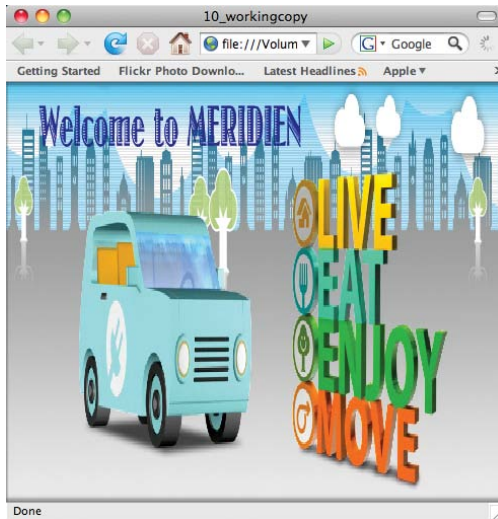 10_workingcopy
file:///Volum
G Google
Getting Started Flickr Photo Downlo... Latest Headlines Apple
Welcome to MERIDIEN
LIVE
EAT
ENJOY
MOVE
Done